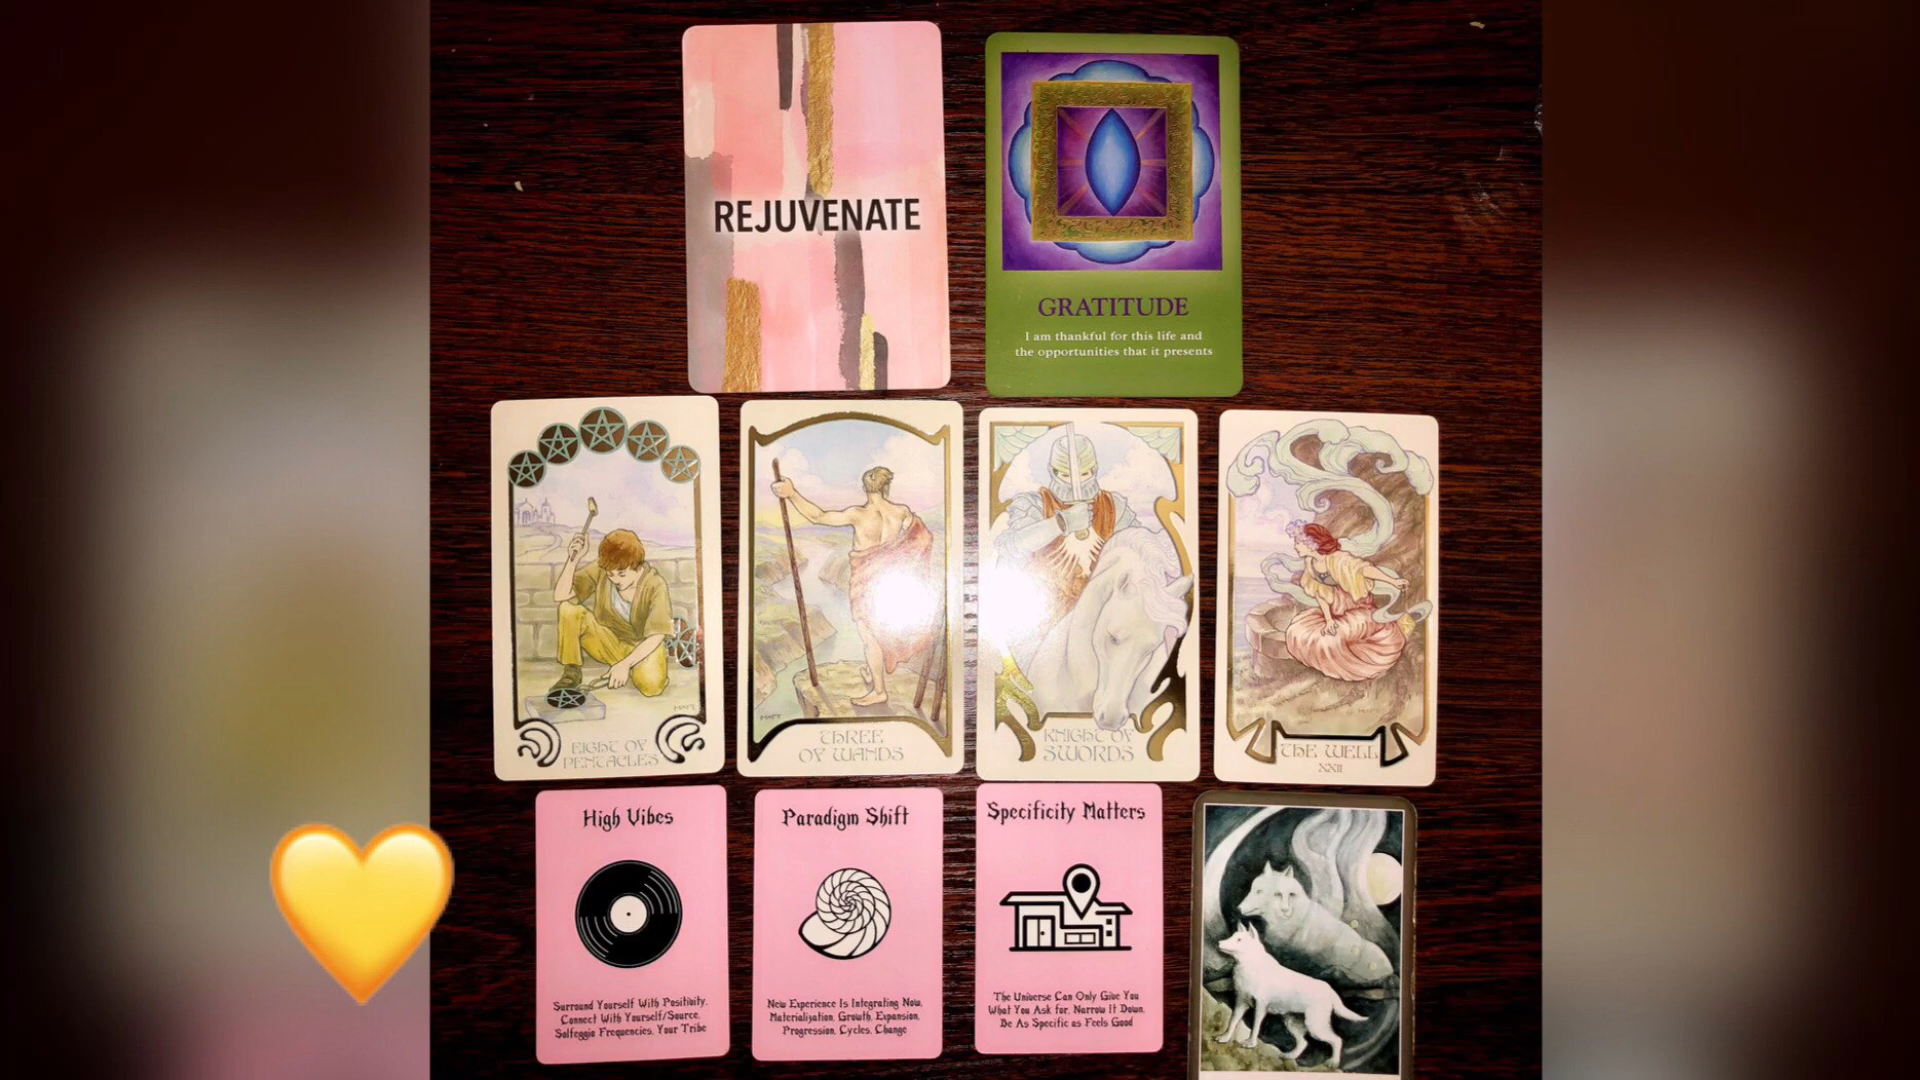 REJUVENATE
GRATITUDE
I am thankful for this life and
the opportunities that it presents
EIGHT OF
PENTACLES
THREE
OF WANDS
KNIGHT OF
SWORDS
THE WELL
XXII
High Vibes
Surround Yourself With Positivity.
Connect With Yourself/Source.
Solfeggio Frequencies. Your Tribe
Paradigm Shift
New Experience Is Integrating Now.
Materialization, Growth, Expansion,
Progression, Cycles, Change
Specificity Matters
The Universe Can Only Give You
What You Ask for. Narrow It Down.
Be As Specific as Feels Good